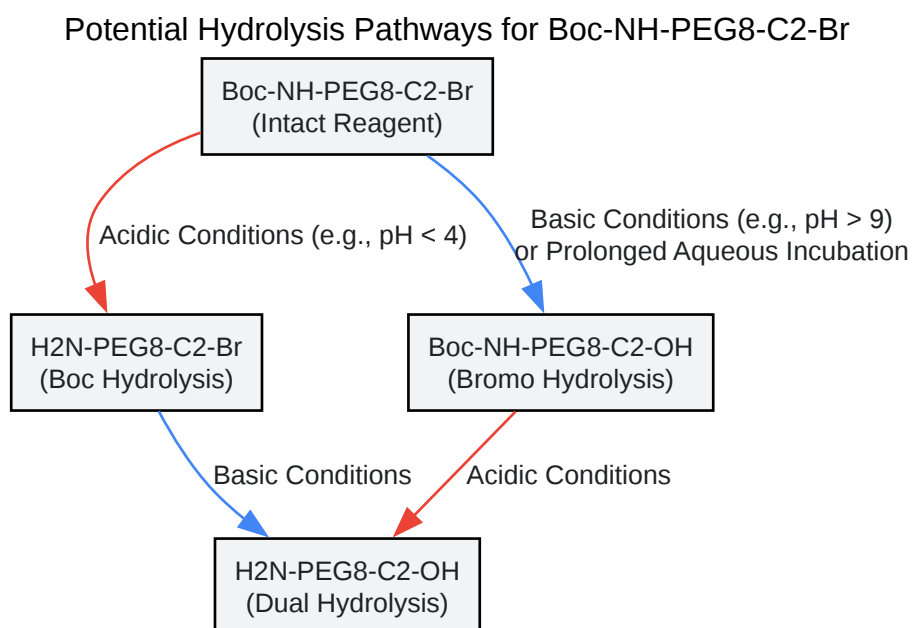 Potential Hydrolysis Pathways for Boc-NH-PEG8-C2-Br
Boc-NH-PEG8-C2-Br
(Intact Reagent)
Acidic Conditions (e.g., pH < 4)
Basic Conditions (e.g., pH > 9)
or Prolonged Aqueous Incubation
H2N-PEG8-C2-Br
(Boc Hydrolysis)
Boc-NH-PEG8-C2-OH
(Bromo Hydrolysis)
Basic Conditions
Acidic Conditions
H2N-PEG8-C2-OH
(Dual Hydrolysis)